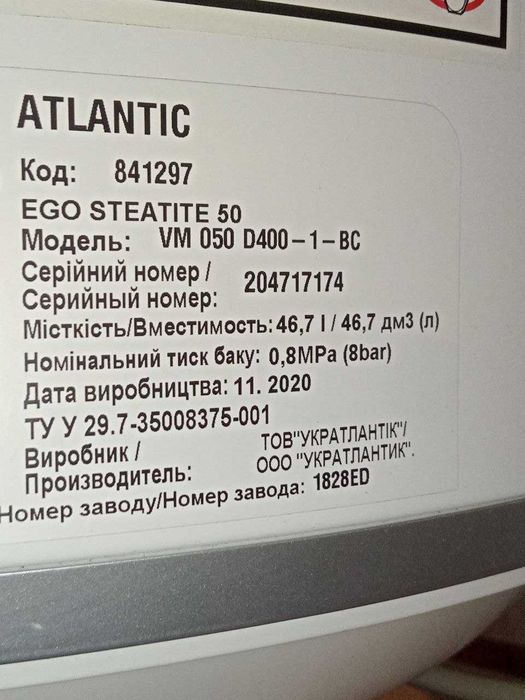 ATLANTIC
Код: 841297
EGO STEATITE 50
Модель: VM 050 D400-1-BC
Серійний номер /
Серийный номер: 204717174
Місткість/Вместимость: 46,7 l / 46,7 дм3 (л)
Номінальний тиск баку: 0,8MPa (8bar)
Дата виробництва: 11. 2020
ТУ У 29.7-35008375-001
Виробник / ТОВ"УКРАТЛАНТІК"/
Производитель: ООО "УКРАТЛАНТИК".
Номер заводу/Номер завода: 1828ED